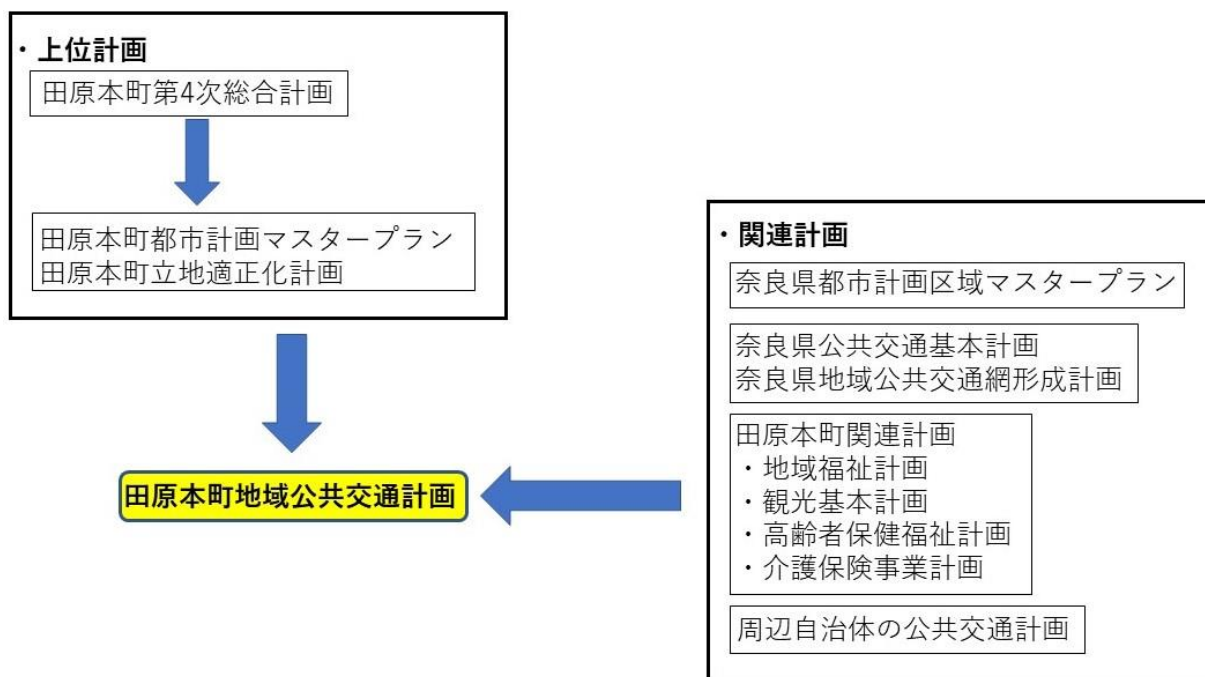 ・上位計画
田原本町第4次総合計画
田原本町都市計画マスタープラン
田原本町立地適正化計画
田原本町地域公共交通計画
・関連計画
奈良県都市計画区域マスタープラン
奈良県公共交通基本計画
奈良県地域公共交通網形成計画
田原本町関連計画
・地域福祉計画
・観光基本計画
・高齢者保健福祉計画
・介護保険事業計画
周辺自治体の公共交通計画